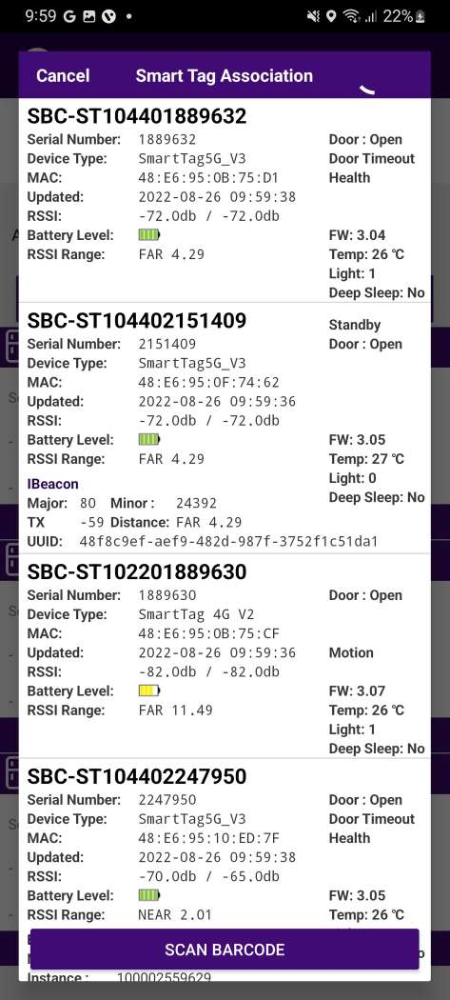 9:59 G 22%
Cancel Smart Tag Association
SBC-ST104401889632
Serial Number: 1889632 Door : Open
Device Type: SmartTag5G_V3 Door Timeout
MAC: 48:E6:95:0B:75:D1 Health
Updated: 2022-08-26 09:59:38
RSSI: -72.0db / -72.0db
Battery Level: FW: 3.04
RSSI Range: FAR 4.29 Temp: 26 ℃
Light: 1
Deep Sleep: No
SBC-ST104402151409 Standby
Serial Number: 2151409 Door : Open
Device Type: SmartTag5G_V3
MAC: 48:E6:95:0F:74:62
Updated: 2022-08-26 09:59:36
RSSI: -72.0db / -72.0db
Battery Level: FW: 3.05
RSSI Range: FAR 4.29 Temp: 27 ℃
Light: 0
IBeacon
Deep Sleep: No
Major: 80 Minor : 24392
TX -59 Distance: FAR 4.29
UUID: 48f8c9ef-aef9-482d-987f-3752f1c51da1
SBC-ST102201889630
Serial Number: 1889630 Door : Open
Device Type: SmartTag 4G V2
MAC: 48:E6:95:0B:75:CF
Updated: 2022-08-26 09:59:36 Motion
RSSI: -82.0db / -82.0db
Battery Level: FW: 3.07
RSSI Range: FAR 11.49 Temp: 26 ℃
Light: 1
Deep Sleep: No
SBC-ST104402247950
Serial Number: 2247950 Door : Open
Device Type: SmartTag5G_V3 Door Timeout
MAC: 48:E6:95:10:ED:7F Health
Updated: 2022-08-26 09:59:38
RSSI: -70.0db / -65.0db
Battery Level: FW: 3.05
RSSI Range: NEAR 2.01 Temp: 26 ℃
SCAN BARCODE
Instance : 100002559629